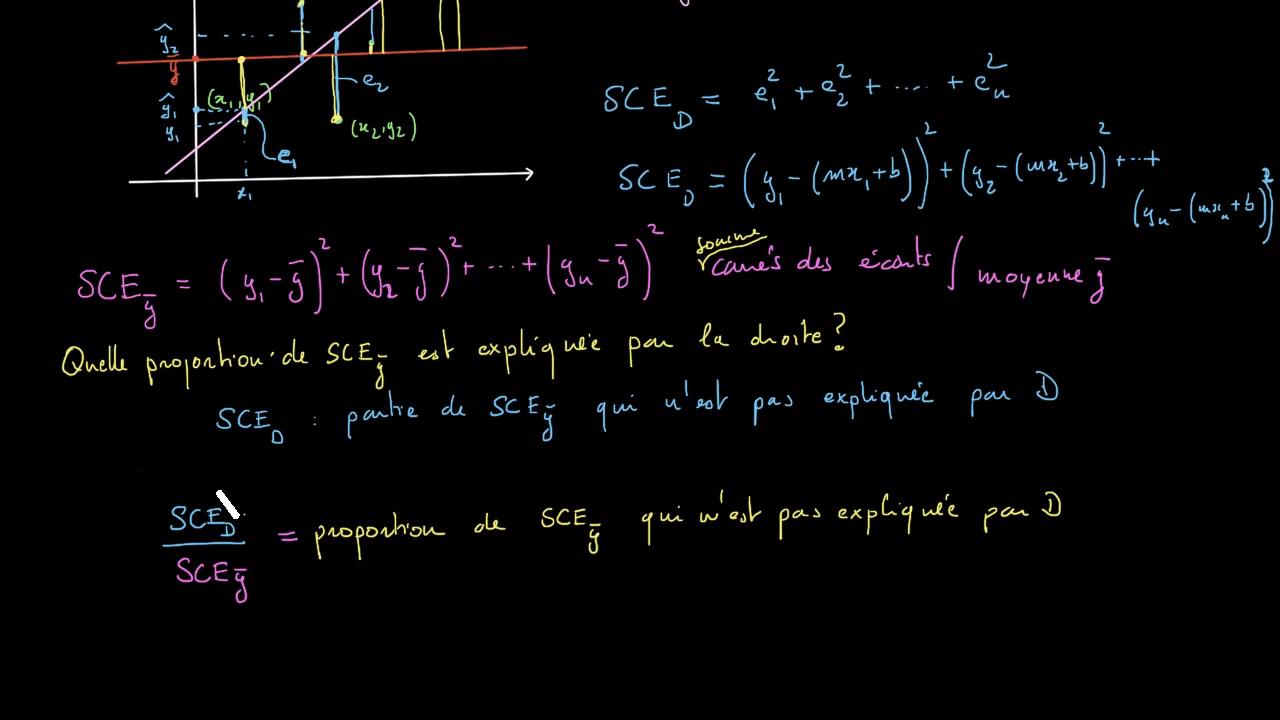 ŷ₂
ȳ
ŷ₁
y₁
(x₁,y₁)
e₂
(x₂,y₂)
e₁
x₁
SCE_D = e₁² + e₂² + .... + eₙ²
SCE_D = (y₁ - (mx₁+b))² + (y₂ - (mx₂+b))² + ... +
(yₙ - (mxₙ+b))²
SCE_ȳ = (y₁ - ȳ)² + (y₂ - ȳ)² + ... + (yₙ - ȳ)² somme carrés des écarts / moyenne ȳ
Quelle proportion de SCE_ȳ est expliquée par la droite ?
SCE_D : partie de SCE_ȳ qui n'est pas expliquée par D
SCE_D / SCE_ȳ = proportion de SCE_ȳ qui n'est pas expliquée par D